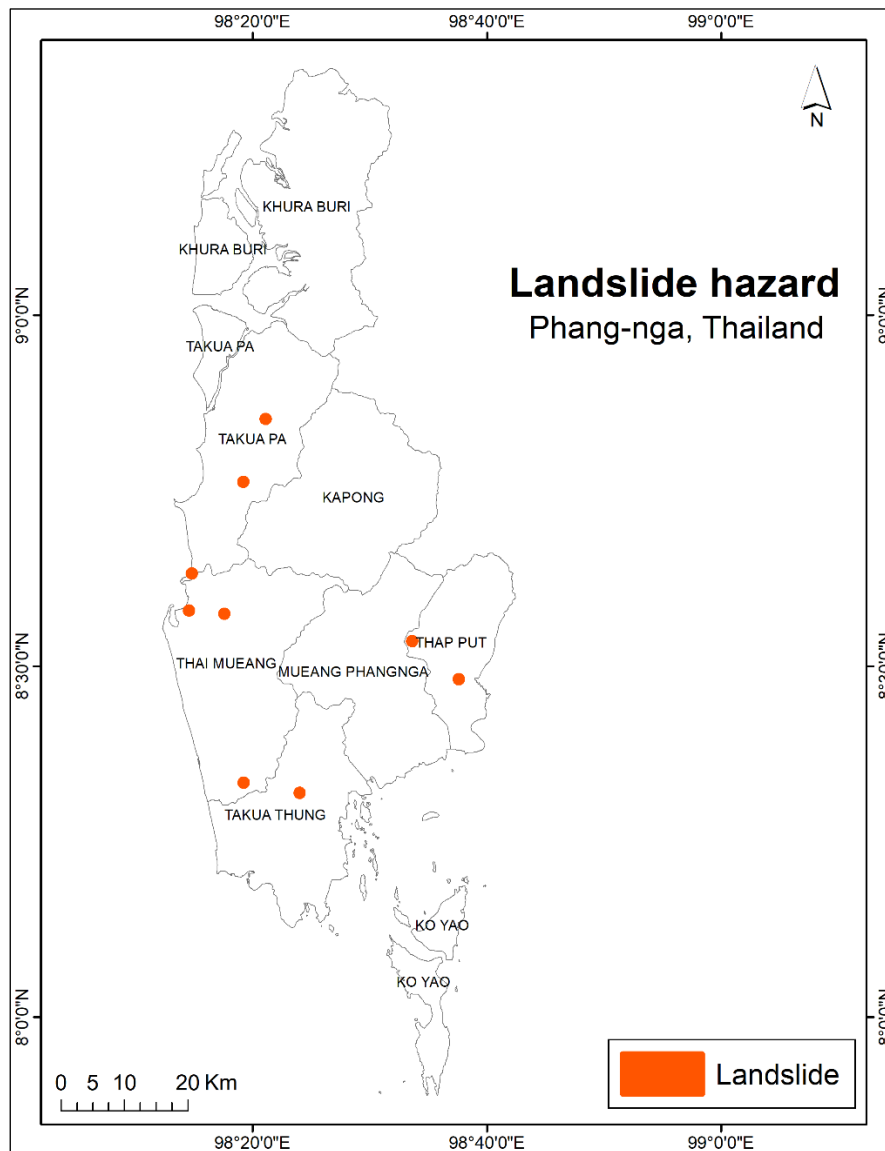 98°20'0"E 98°40'0"E 99°0'0"E
N
KHURA BURI
KHURA BURI
Landslide hazard
Phang-nga, Thailand
9°0'0"N 9°0'0"N
TAKUA PA
TAKUA PA
KAPONG
THAP PUT
THAI MUEANG
MUEANG PHANGNGA
8°30'0"N 8°30'0"N
TAKUA THUNG
KO YAO
KO YAO
8°0'0"N 8°0'0"N
0 5 10 20 Km
Landslide
98°20'0"E 98°40'0"E 99°0'0"E